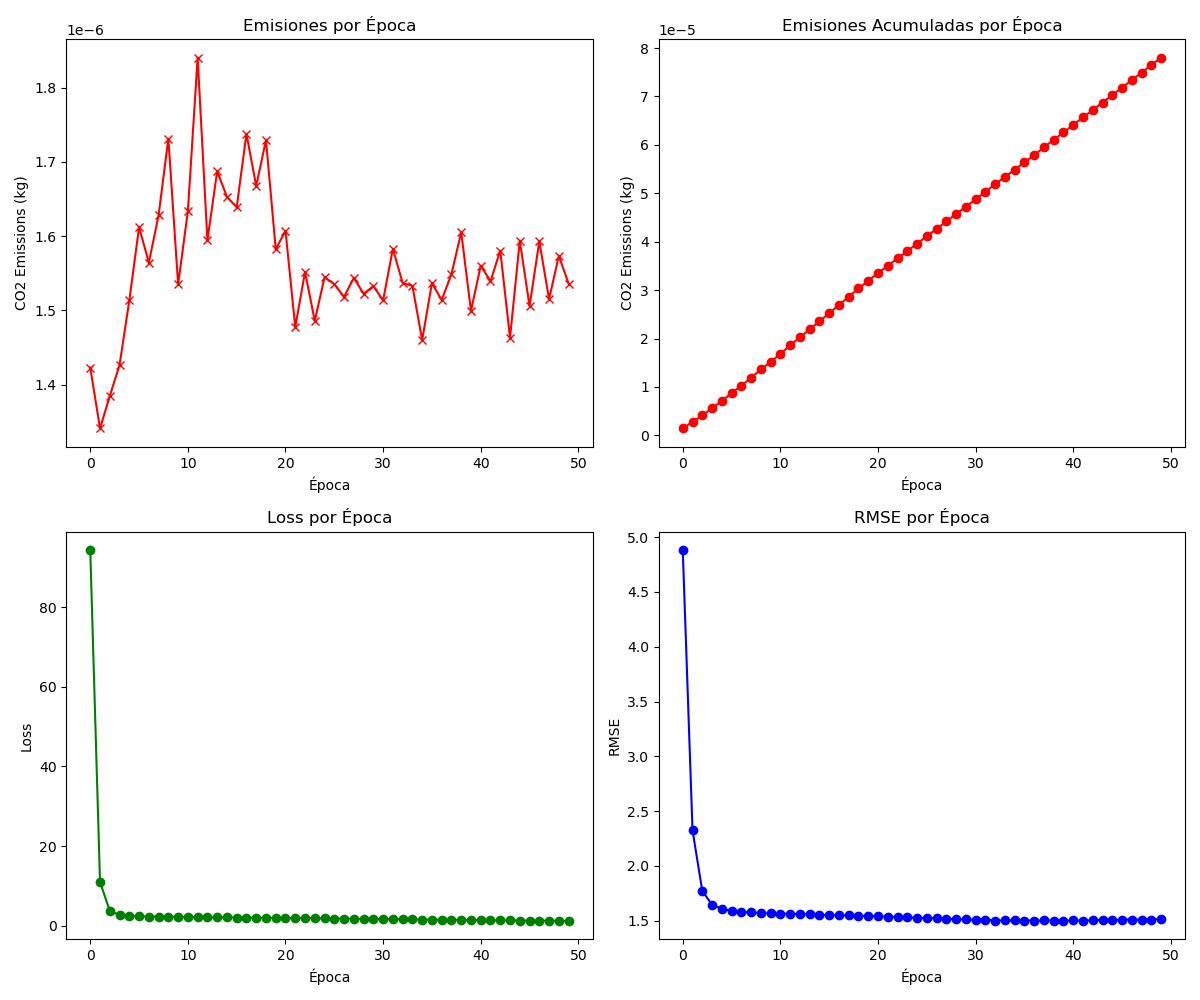 Emisiones por Época
1e−6
1.8
1.7
1.6
1.5
1.4
CO2 Emissions (kg)
0 10 20 30 40 50
Época
Emisiones Acumuladas por Época
1e−5
8
7
6
5
4
3
2
1
0
CO2 Emissions (kg)
0 10 20 30 40 50
Época
Loss por Época
80
60
40
20
0
Loss
0 10 20 30 40 50
Época
RMSE por Época
5.0
4.5
4.0
3.5
3.0
2.5
2.0
1.5
RMSE
0 10 20 30 40 50
Época